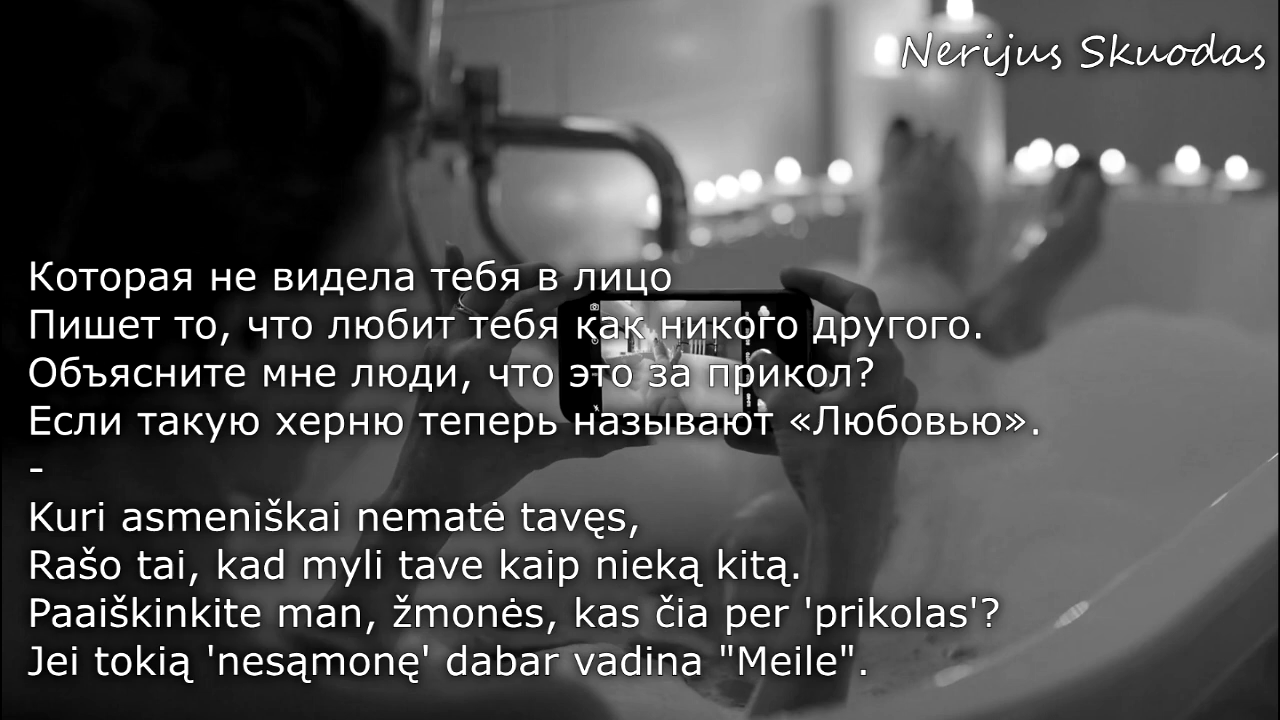 Nerijus Skuodas
Которая не видела тебя в лицо
Пишет то, что любит тебя как никого другого.
Объясните мне люди, что это за прикол?
Если такую херню теперь называют «Любовью».
-
Kuri asmeniškai nematė tavęs,
Rašo tai, kad myli tave kaip nieką kitą.
Paaiškinkite man, žmonės, kas čia per 'prikolas'?
Jei tokią 'nesąmonę' dabar vadina "Meile".